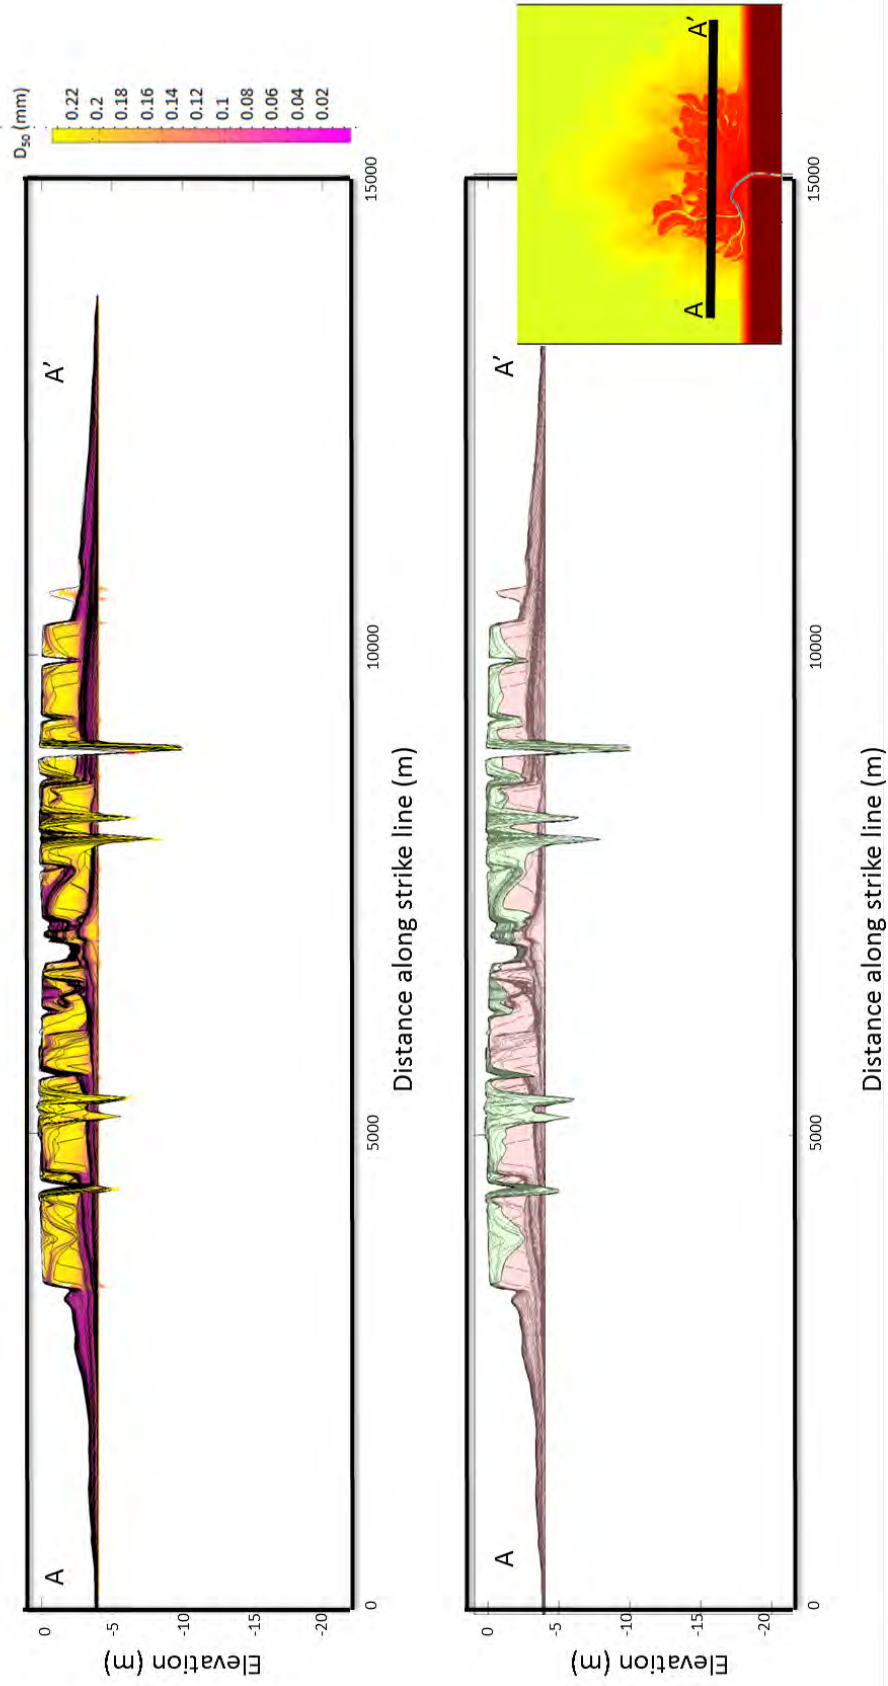 D₅₀ (mm)
0.22
0.2
0.18
0.16
0.14
0.12
0.1
0.08
0.06
0.04
0.02
A
A'
0
-5
-10
-15
-20
Elevation (m)
0
5000
10000
15000
Distance along strike line (m)
A
A'
0
-5
-10
-15
-20
Elevation (m)
0
5000
10000
15000
Distance along strike line (m)
A
A'